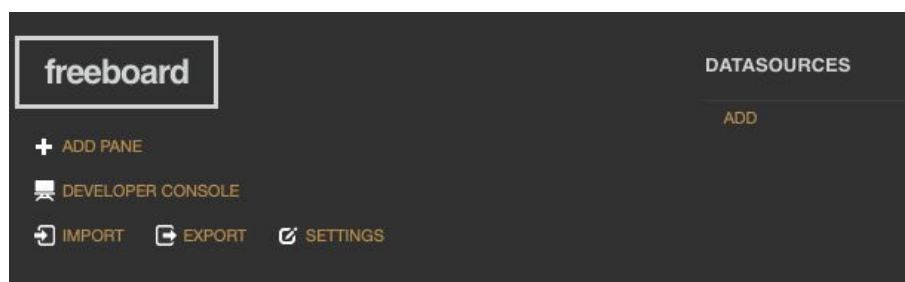 freeboard
DATASOURCES
ADD
ADD PANE
DEVELOPER CONSOLE
IMPORT EXPORT SETTINGS